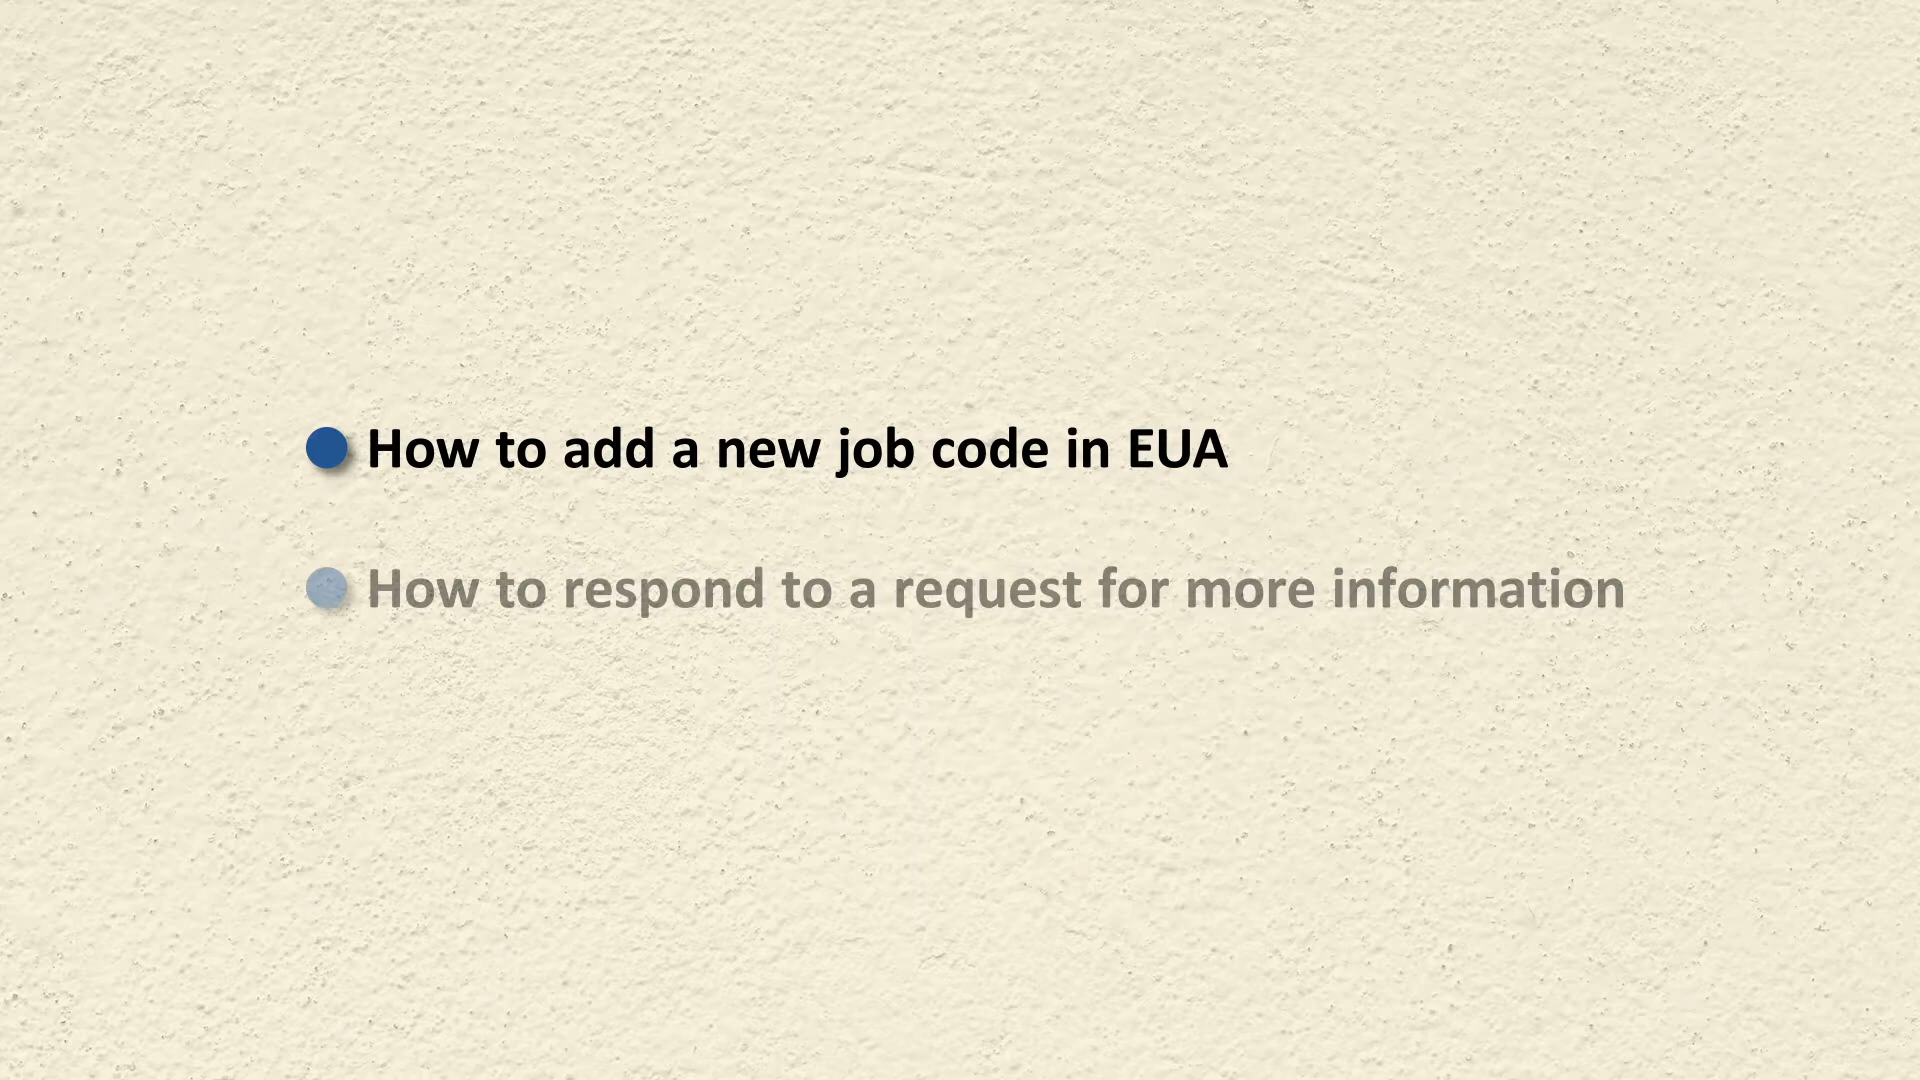 How to add a new job code in EUA
How to respond to a request for more information